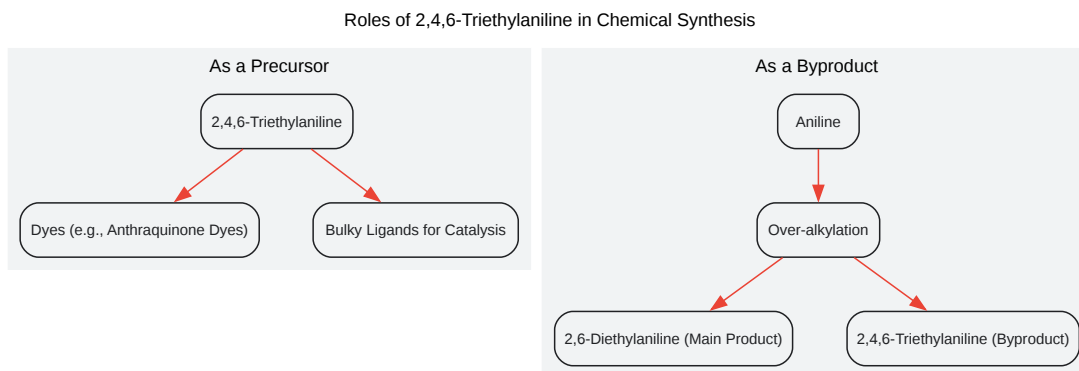 Roles of 2,4,6-Triethylaniline in Chemical Synthesis
As a Precursor
2,4,6-Triethylaniline
Dyes (e.g., Anthraquinone Dyes)
Bulky Ligands for Catalysis
As a Byproduct
Aniline
Over-alkylation
2,6-Diethylaniline (Main Product)
2,4,6-Triethylaniline (Byproduct)